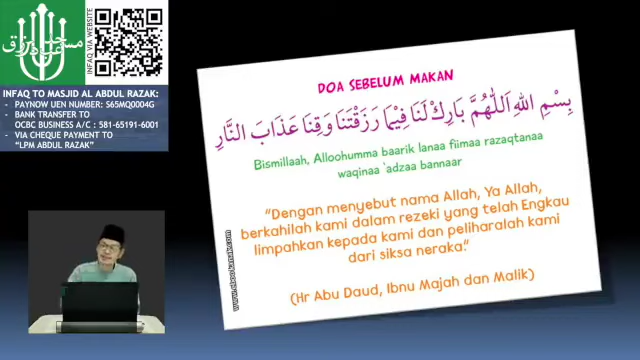 INFAQ VIA WEBSITE
INFAQ TO MASJID AL ABDUL RAZAK:
- PAYNOW UEN NUMBER: S65MQ0004G
- BANK TRANSFER TO
OCBC BUSINESS A/C : 581-65191-6001
- VIA CHEQUE PAYMENT TO
"LPM ABDUL RAZAK"
DOA SEBELUM MAKAN
بِسْمِ اللهِ اَللّٰهُمَّ بَارِكْ لَنَا فِيْمَا رَزَقْتَنَا وَقِنَا عَذَابَ النَّارِ
Bismillaah, Alloohumma baarik lanaa fiimaa razaqtanaa
waqinaa `adzaa bannaar
"Dengan menyebut nama Allah, Ya Allah,
berkahilah kami dalam rezeki yang telah Engkau
limpahkan kepada kami dan peliharalah kami
dari siksa neraka."
(Hr Abu Daud, Ibnu Majah dan Malik)